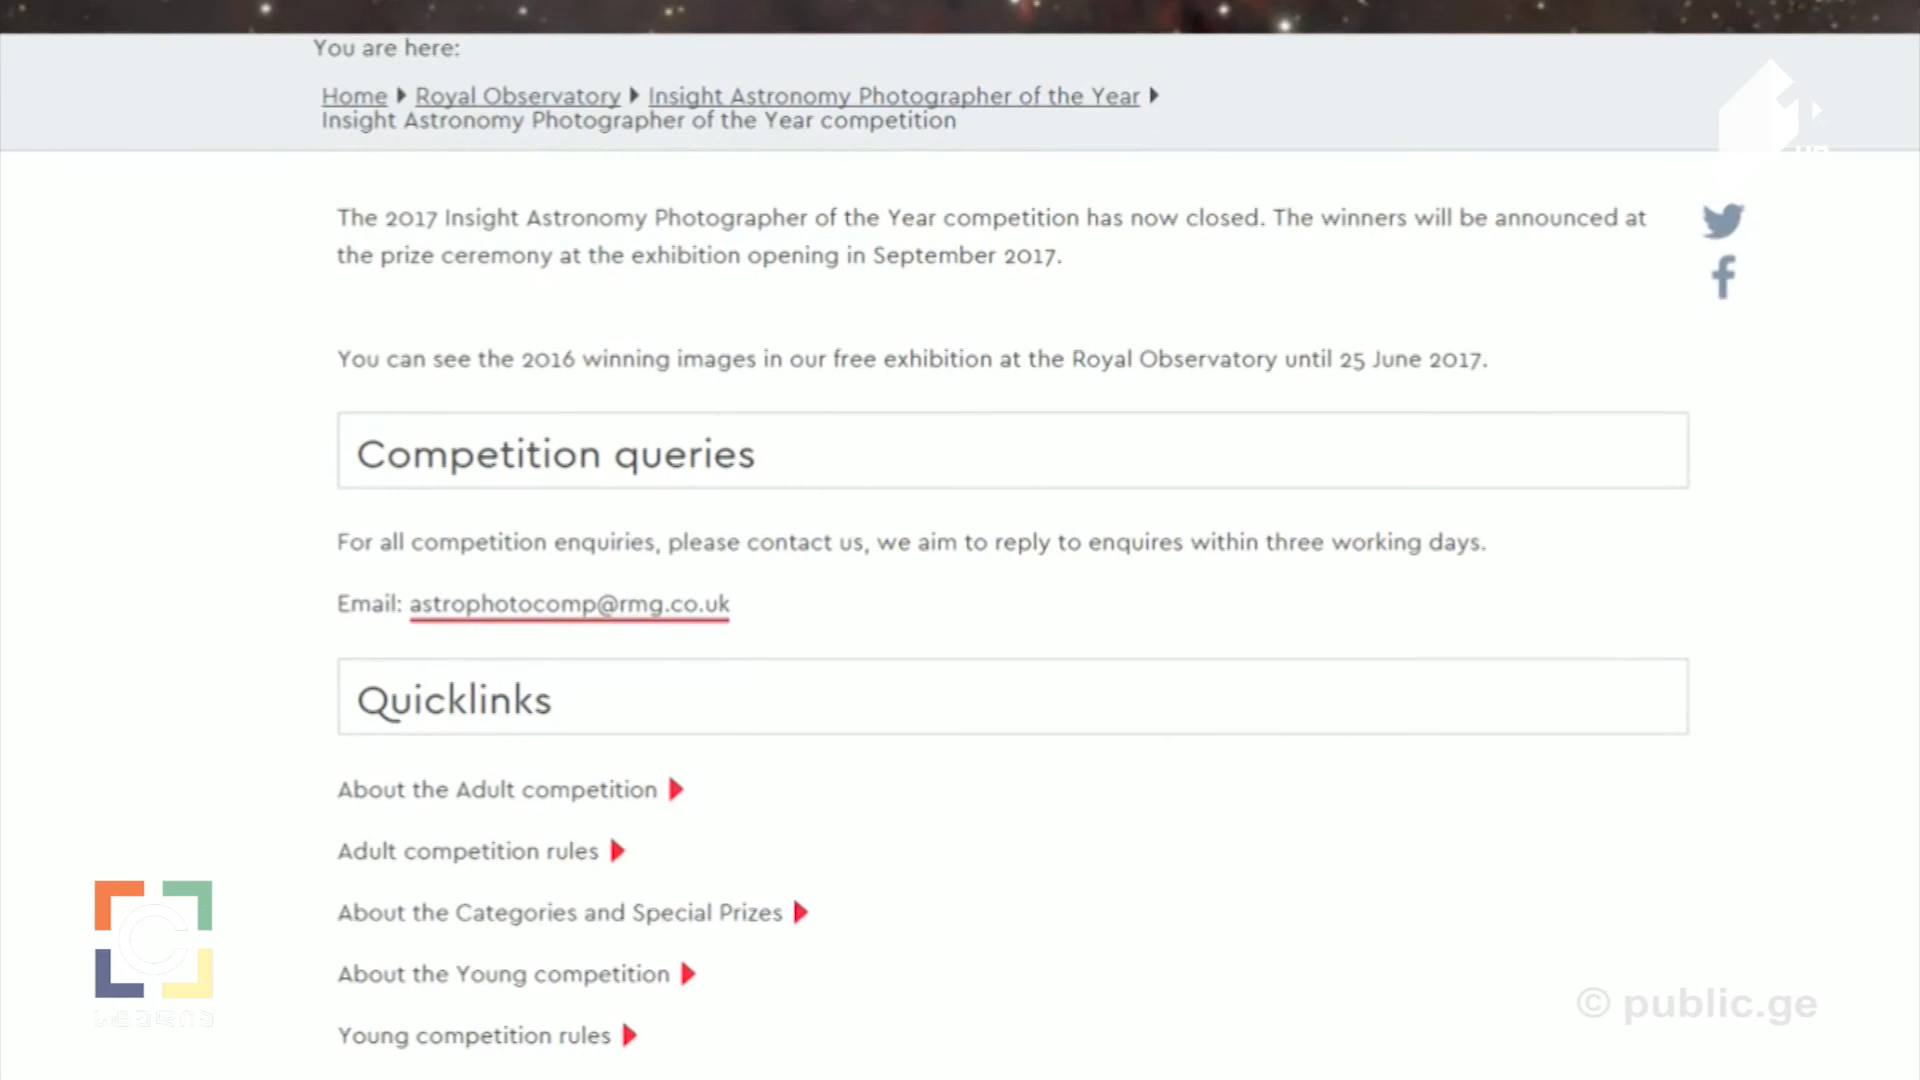 You are here:
Home Royal Observatory Insight Astronomy Photographer of the Year
Insight Astronomy Photographer of the Year competition
The 2017 Insight Astronomy Photographer of the Year competition has now closed. The winners will be announced at
the prize ceremony at the exhibition opening in September 2017.
You can see the 2016 winning images in our free exhibition at the Royal Observatory until 25 June 2017.
Competition queries
For all competition enquiries, please contact us, we aim to reply to enquires within three working days.
Email: astrophotocomp@rmg.co.uk
Quicklinks
About the Adult competition
Adult competition rules
About the Categories and Special Prizes
About the Young competition
Young competition rules
© public.ge